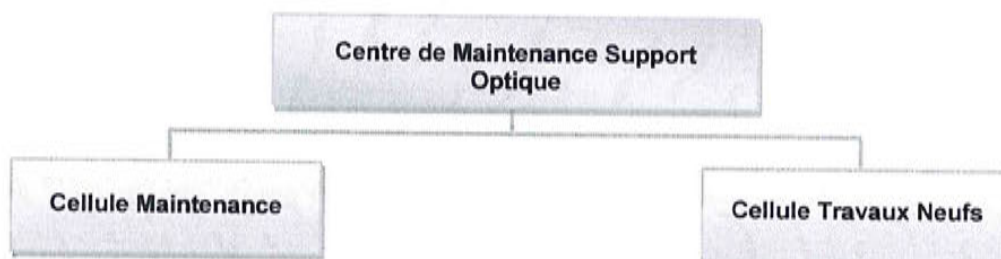 Centre de Maintenance Support
Optique
Cellule Maintenance
Cellule Travaux Neufs